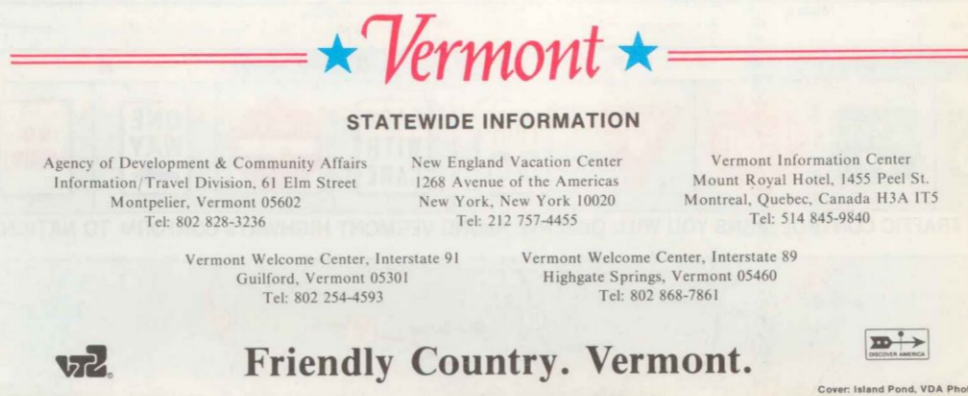 Vermont
STATEWIDE INFORMATION
Agency of Development & Community Affairs
Information/Travel Division, 61 Elm Street
Montpelier, Vermont 05602
Tel: 802 828-3236
New England Vacation Center
1268 Avenue of the Americas
New York, New York 10020
Tel: 212 757-4455
Vermont Information Center
Mount Royal Hotel, 1455 Peel St.
Montreal, Quebec, Canada H3A IT5
Tel: 514 845-9840
Vermont Welcome Center, Interstate 91
Guilford, Vermont 05301
Tel: 802 254-4593
Vermont Welcome Center, Interstate 89
Highgate Springs, Vermont 05460
Tel: 802 868-7861
Friendly Country. Vermont.
DISCOVER AMERICA
Cover: Island Pond, VDA